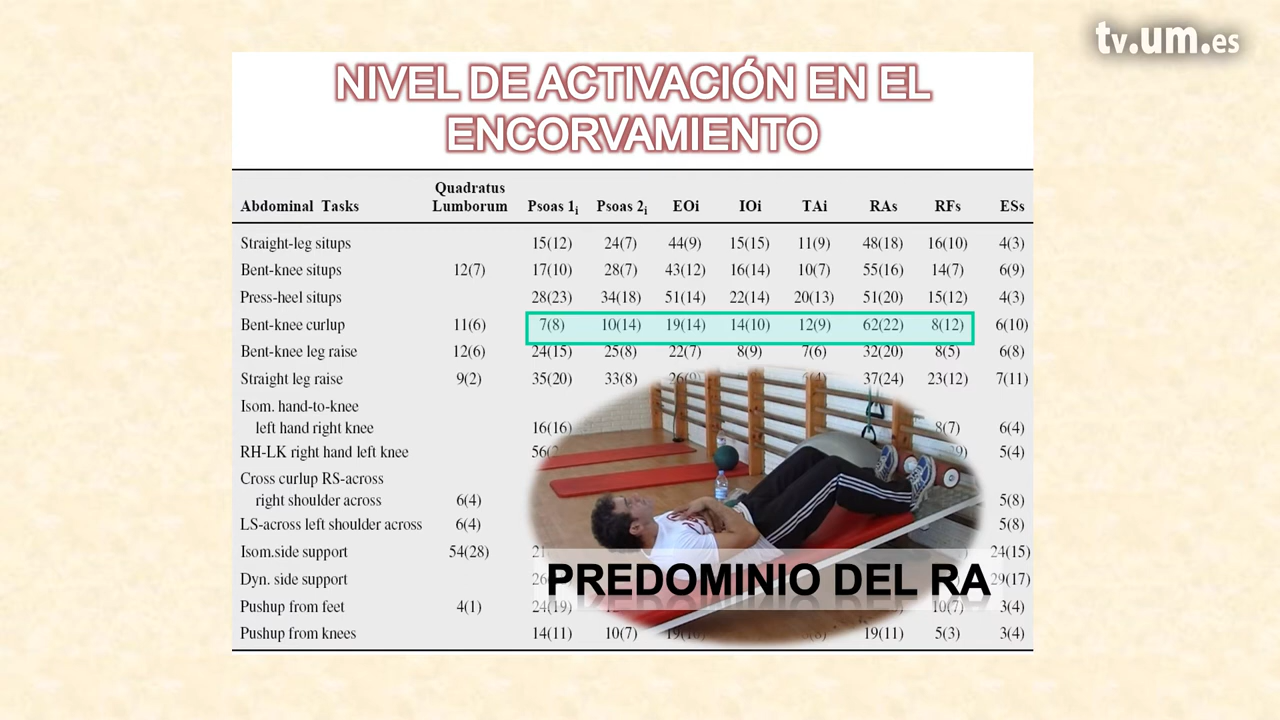 tv.um.es
NIVEL DE ACTIVACIÓN EN EL
ENCORVAMIENTO
Abdominal Tasks Quadratus Lumborum Psoas 1i Psoas 2i EOi IOi TAi RAs RFs ESs
Straight-leg situps 15(12) 24(7) 44(9) 15(15) 11(9) 48(18) 16(10) 4(3)
Bent-knee situps 12(7) 17(10) 28(7) 43(12) 16(14) 10(7) 55(16) 14(7) 6(9)
Press-heel situps 28(23) 34(18) 51(14) 22(14) 20(13) 51(20) 15(12) 4(3)
Bent-knee curlup 11(6) 7(8) 10(14) 19(14) 14(10) 12(9) 62(22) 8(12) 6(10)
Bent-knee leg raise 12(6) 24(15) 25(8) 22(7) 8(9) 7(6) 32(20) 8(5) 6(8)
Straight leg raise 9(2) 35(20) 33(8) 26(9) 37(24) 23(12) 7(11)
Isom. hand-to-knee
left hand right knee 16(16) 8(7) 6(4)
RH-LK right hand left knee 5(4)
Cross curlup RS-across
right shoulder across 6(4) 5(8)
LS-across left shoulder across 6(4) 5(8)
Isom.side support 54(28) 24(15)
Dyn. side support 29(17)
PREDOMINIO DEL RA
Pushup from feet 4(1) 24(19) 10(7) 3(4)
Pushup from knees 14(11) 10(7) 19(11) 5(3) 3(4)